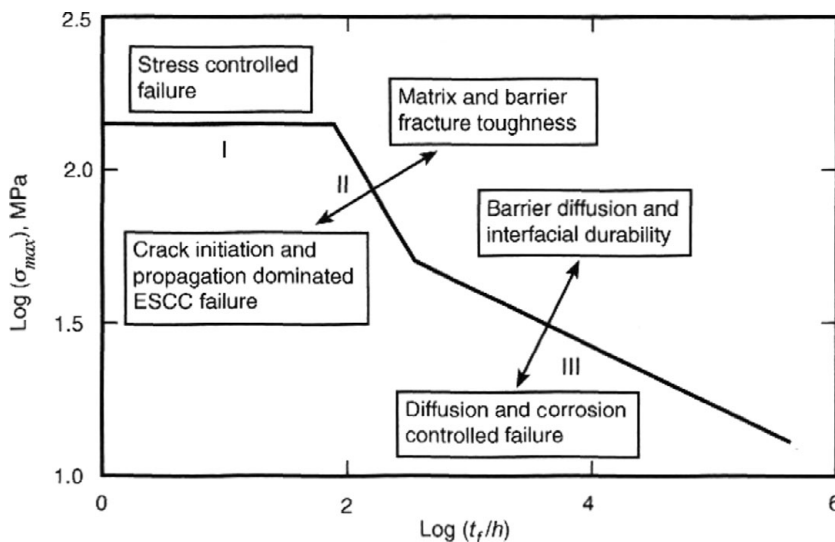 2.5
Stress controlled
failure
Matrix and barrier
fracture toughness
I
2.0
II
Log (σmax), MPa
Barrier diffusion and
interfacial durability
Crack initiation and
propagation dominated
ESCC failure
1.5
III
Diffusion and corrosion
controlled failure
1.0
0
2
4
6
Log (tf/h)